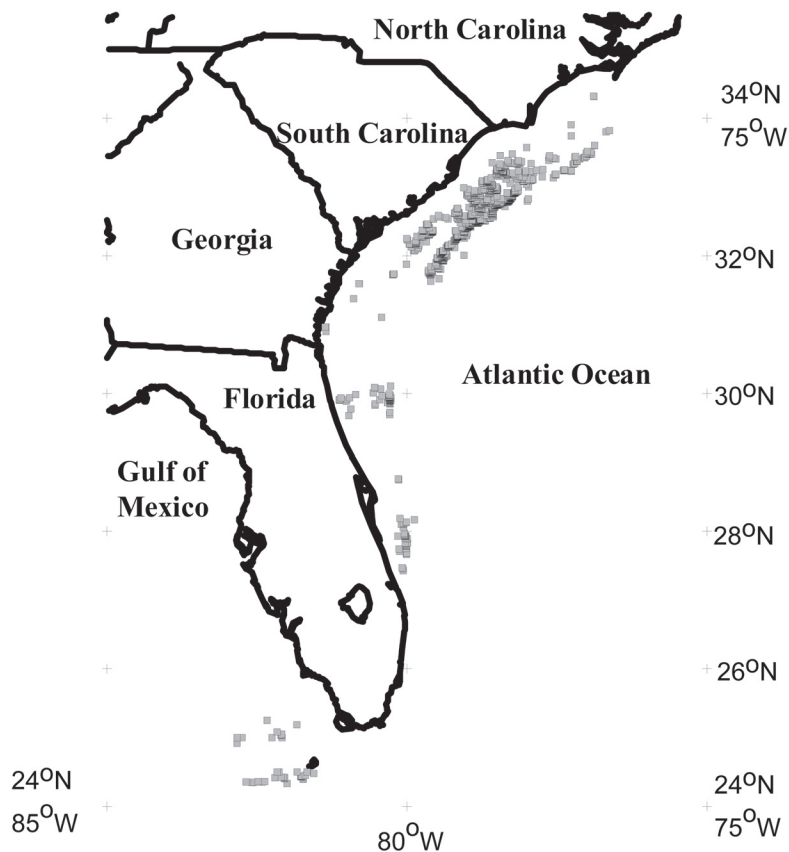 North Carolina
34°N
75°W
South Carolina
Georgia
32°N
Atlantic Ocean
Florida
30°N
Gulf of
Mexico
28°N
26°N
24°N
85°W
80°W
24°N
75°W